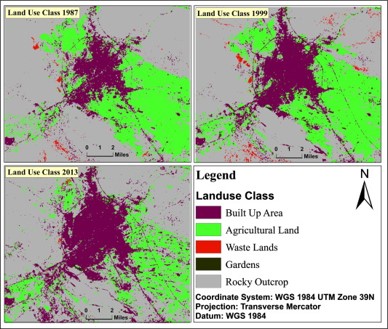 Land Use Class 1987
Land Use Class 1999
0 1 2
Miles
0 1 2
Miles
Land Use Class 2013
0 1 2
Miles
Legend
N
Landuse Class
Built Up Area
Agricultural Land
Waste Lands
Gardens
Rocky Outcrop
Coordinate System: WGS 1984 UTM Zone 39N
Projection: Transverse Mercator
Datum: WGS 1984